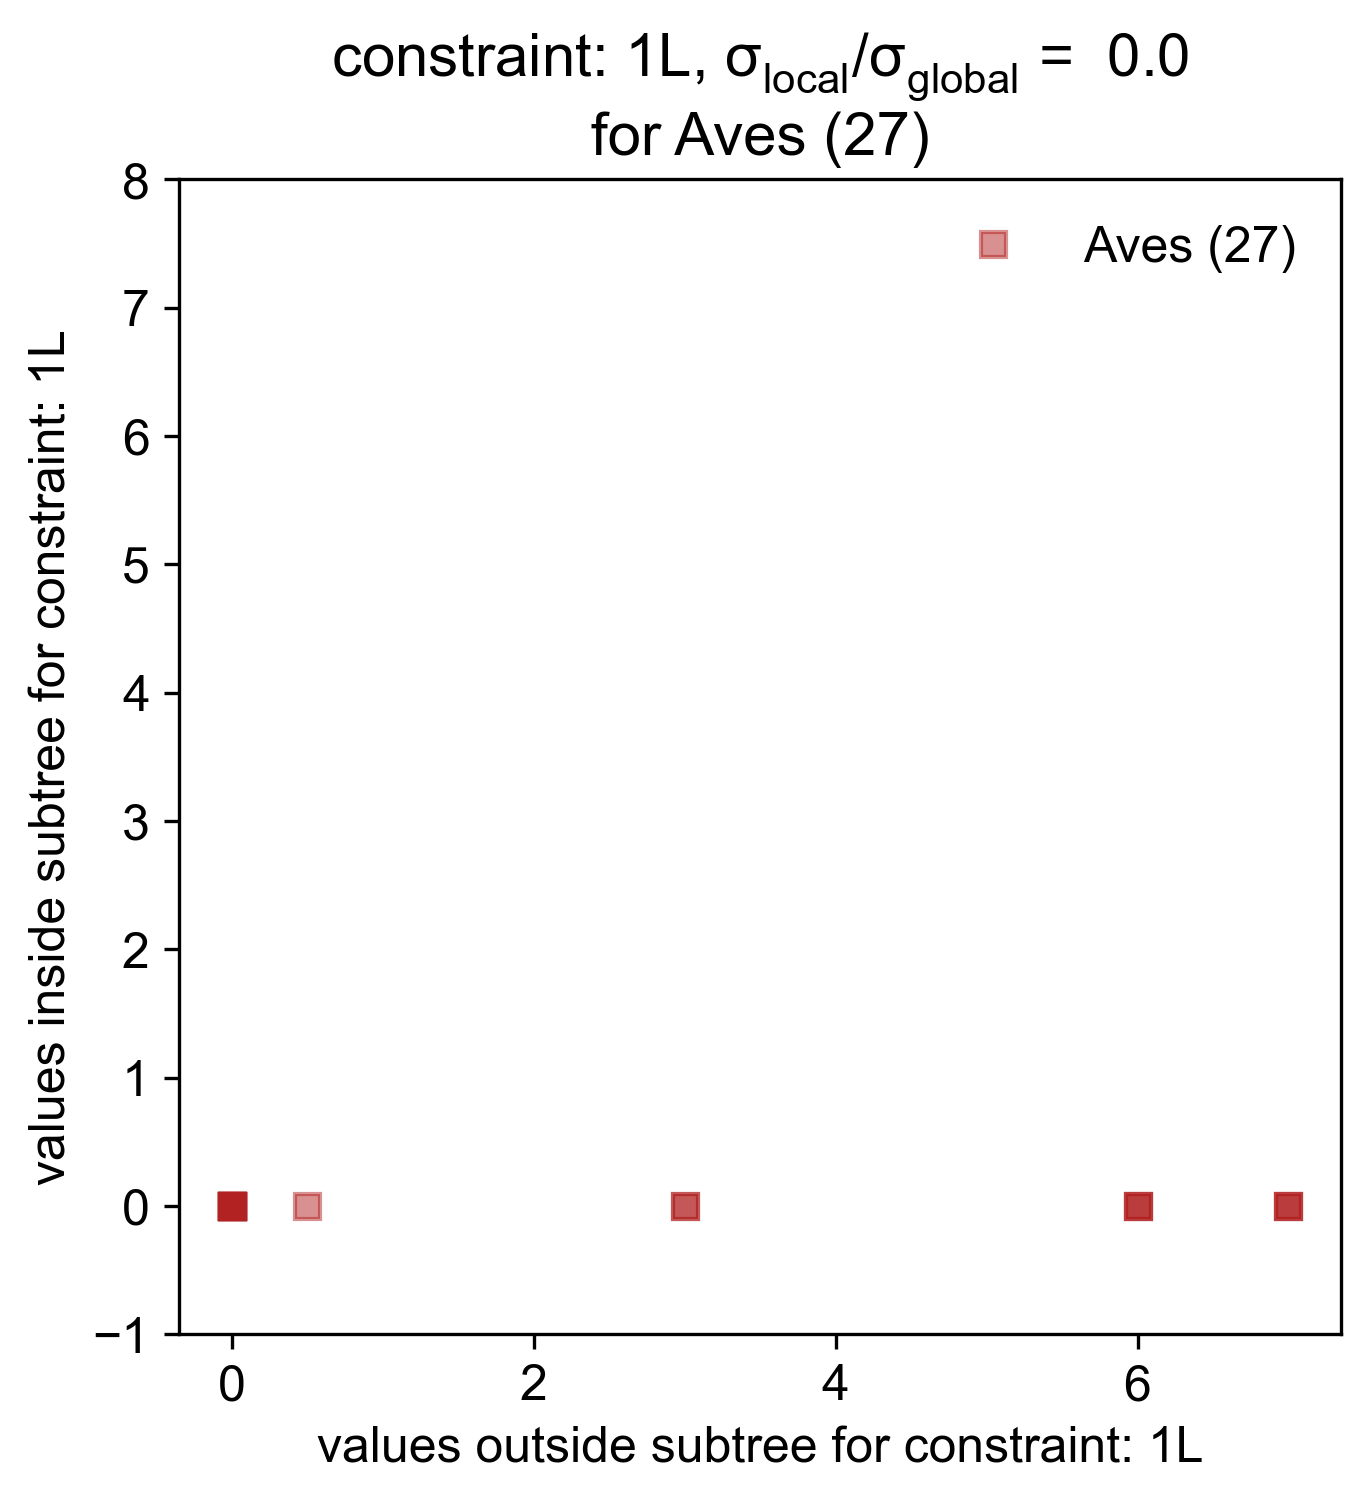 constraint: 1L, σlocal/σglobal = 0.0
for Aves (27)
8
Aves (27)
7
6
5
4
3
2
1
0
−1
values inside subtree for constraint: 1L
0 2 4 6
values outside subtree for constraint: 1L